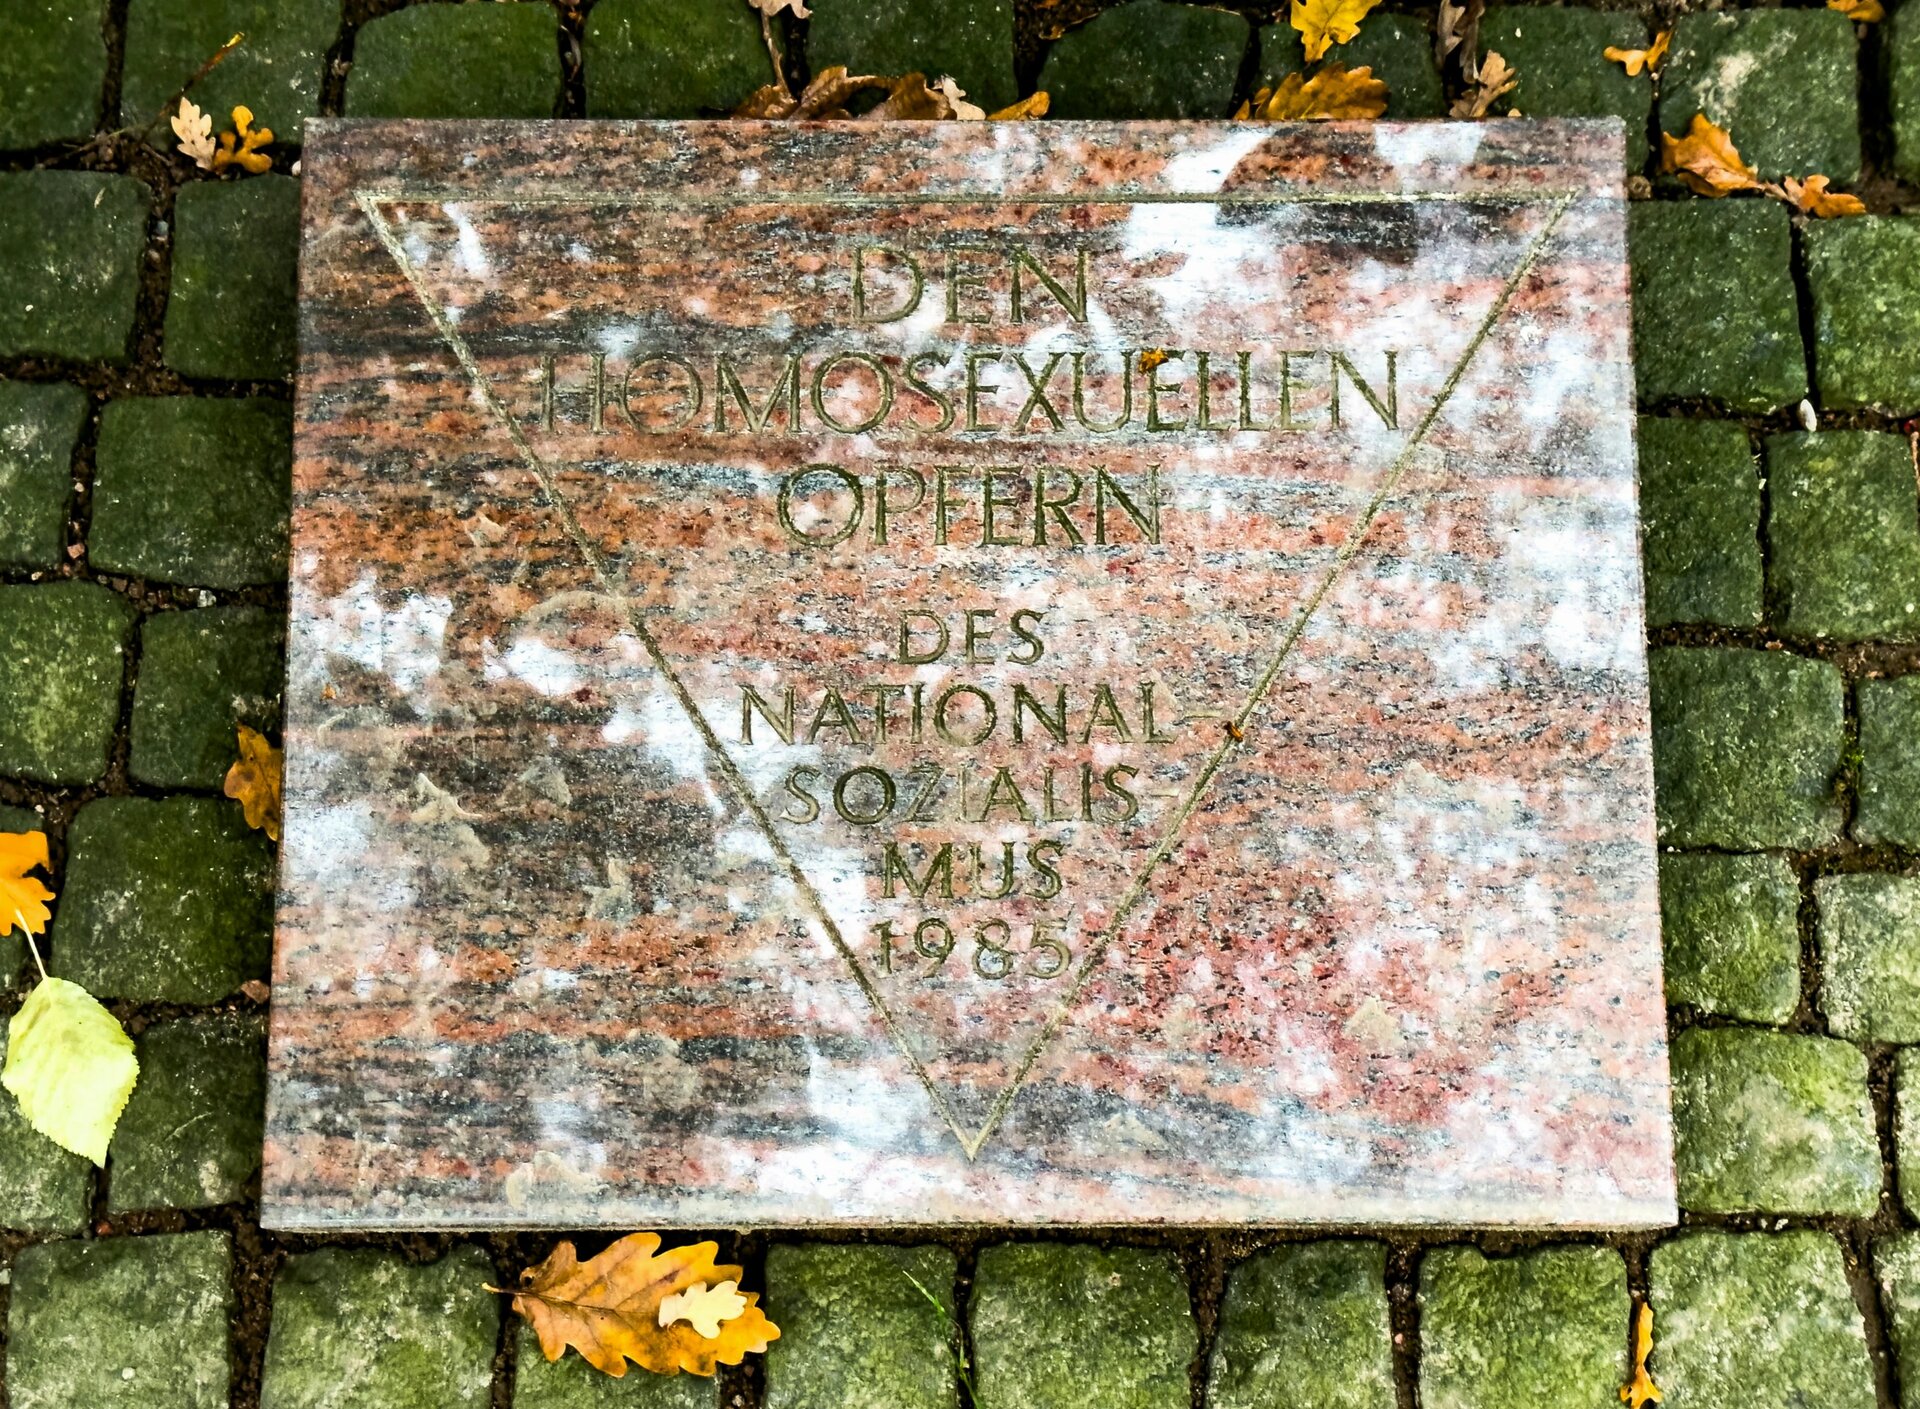 DEN
HOMOSEXUELLEN
OPFERN
DES
NATIONAL-
SOZIALIS-
MUS
1985